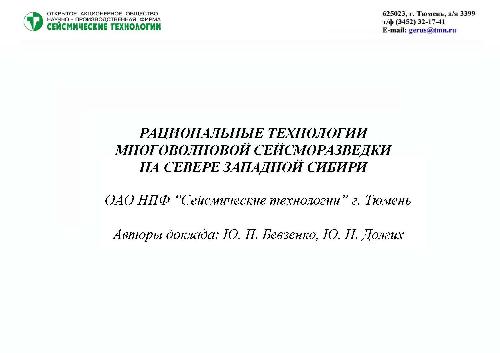 ОТКРЫТОЕ АКЦИОНЕРНОЕ ОБЩЕСТВО
НАУЧНО - ПРОИЗВОДСТВЕННАЯ ФИРМА
СЕЙСМИЧЕСКИЕ ТЕХНОЛОГИИ
625023, г. Тюмень, а/я 3399
т/ф (3452) 32-17-41
E-mail: gerus@tmn.ru
РАЦИОНАЛЬНЫЕ ТЕХНОЛОГИИ
МНОГОВОЛНОВОЙ СЕЙСМОРАЗВЕДКИ
НА СЕВЕРЕ ЗАПАДНОЙ СИБИРИ
ОАО НПФ “Сейсмические технологии” г. Тюмень
Авторы доклада: Ю. П. Бевзенко, Ю. Н. Долгих